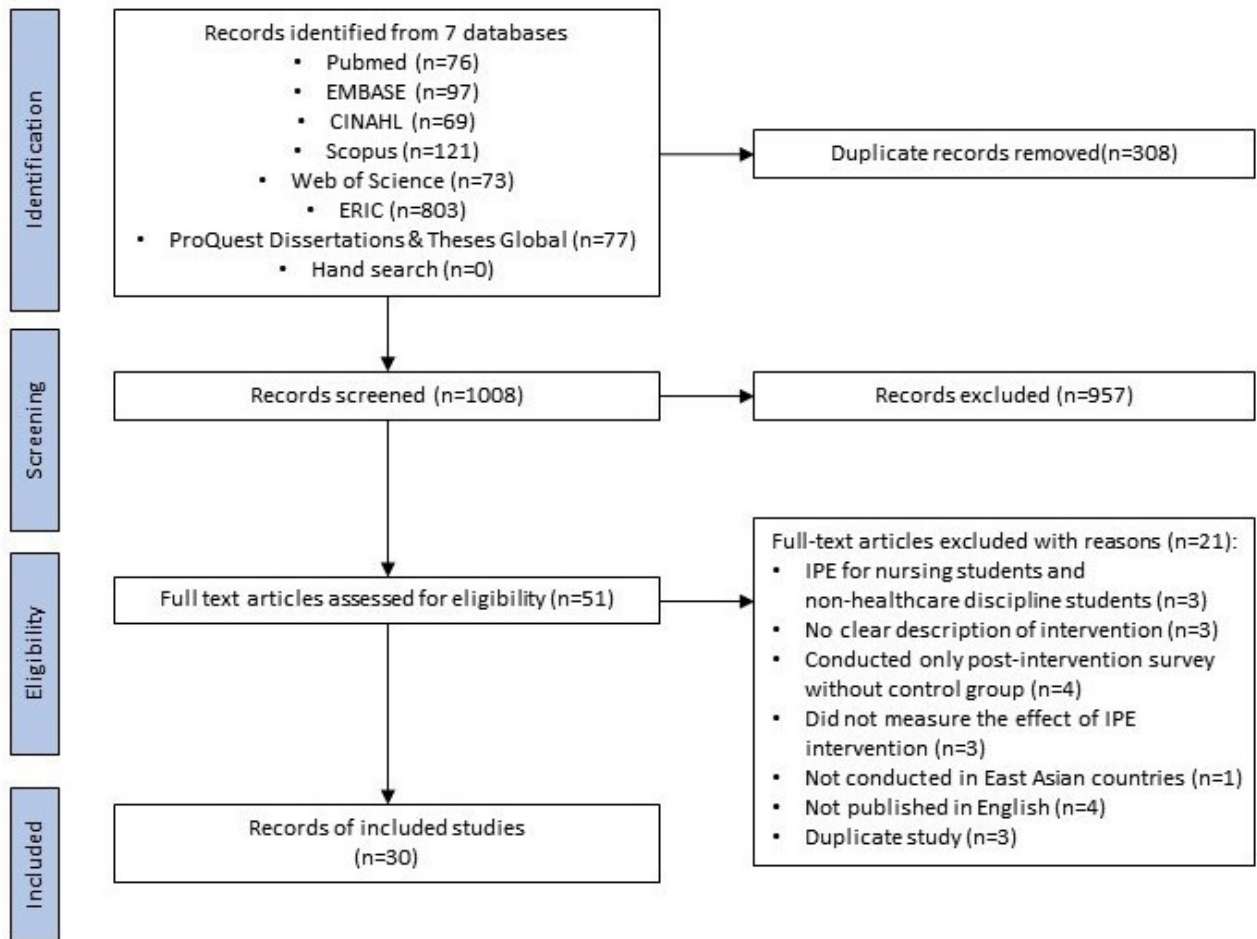 Identification
Records identified from 7 databases
• Pubmed (n=76)
• EMBASE (n=97)
• CINAHL (n=69)
• Scopus (n=121)
• Web of Science (n=73)
• ERIC (n=803)
• ProQuest Dissertations & Theses Global (n=77)
• Hand search (n=0)
Duplicate records removed(n=308)
Screening
Records screened (n=1008)
Records excluded (n=957)
Eligibility
Full text articles assessed for eligibility (n=51)
Full-text articles excluded with reasons (n=21):
• IPE for nursing students and
non-healthcare discipline students (n=3)
• No clear description of intervention (n=3)
• Conducted only post-intervention survey
without control group (n=4)
• Did not measure the effect of IPE
intervention (n=3)
• Not conducted in East Asian countries (n=1)
• Not published in English (n=4)
• Duplicate study (n=3)
Included
Records of included studies
(n=30)